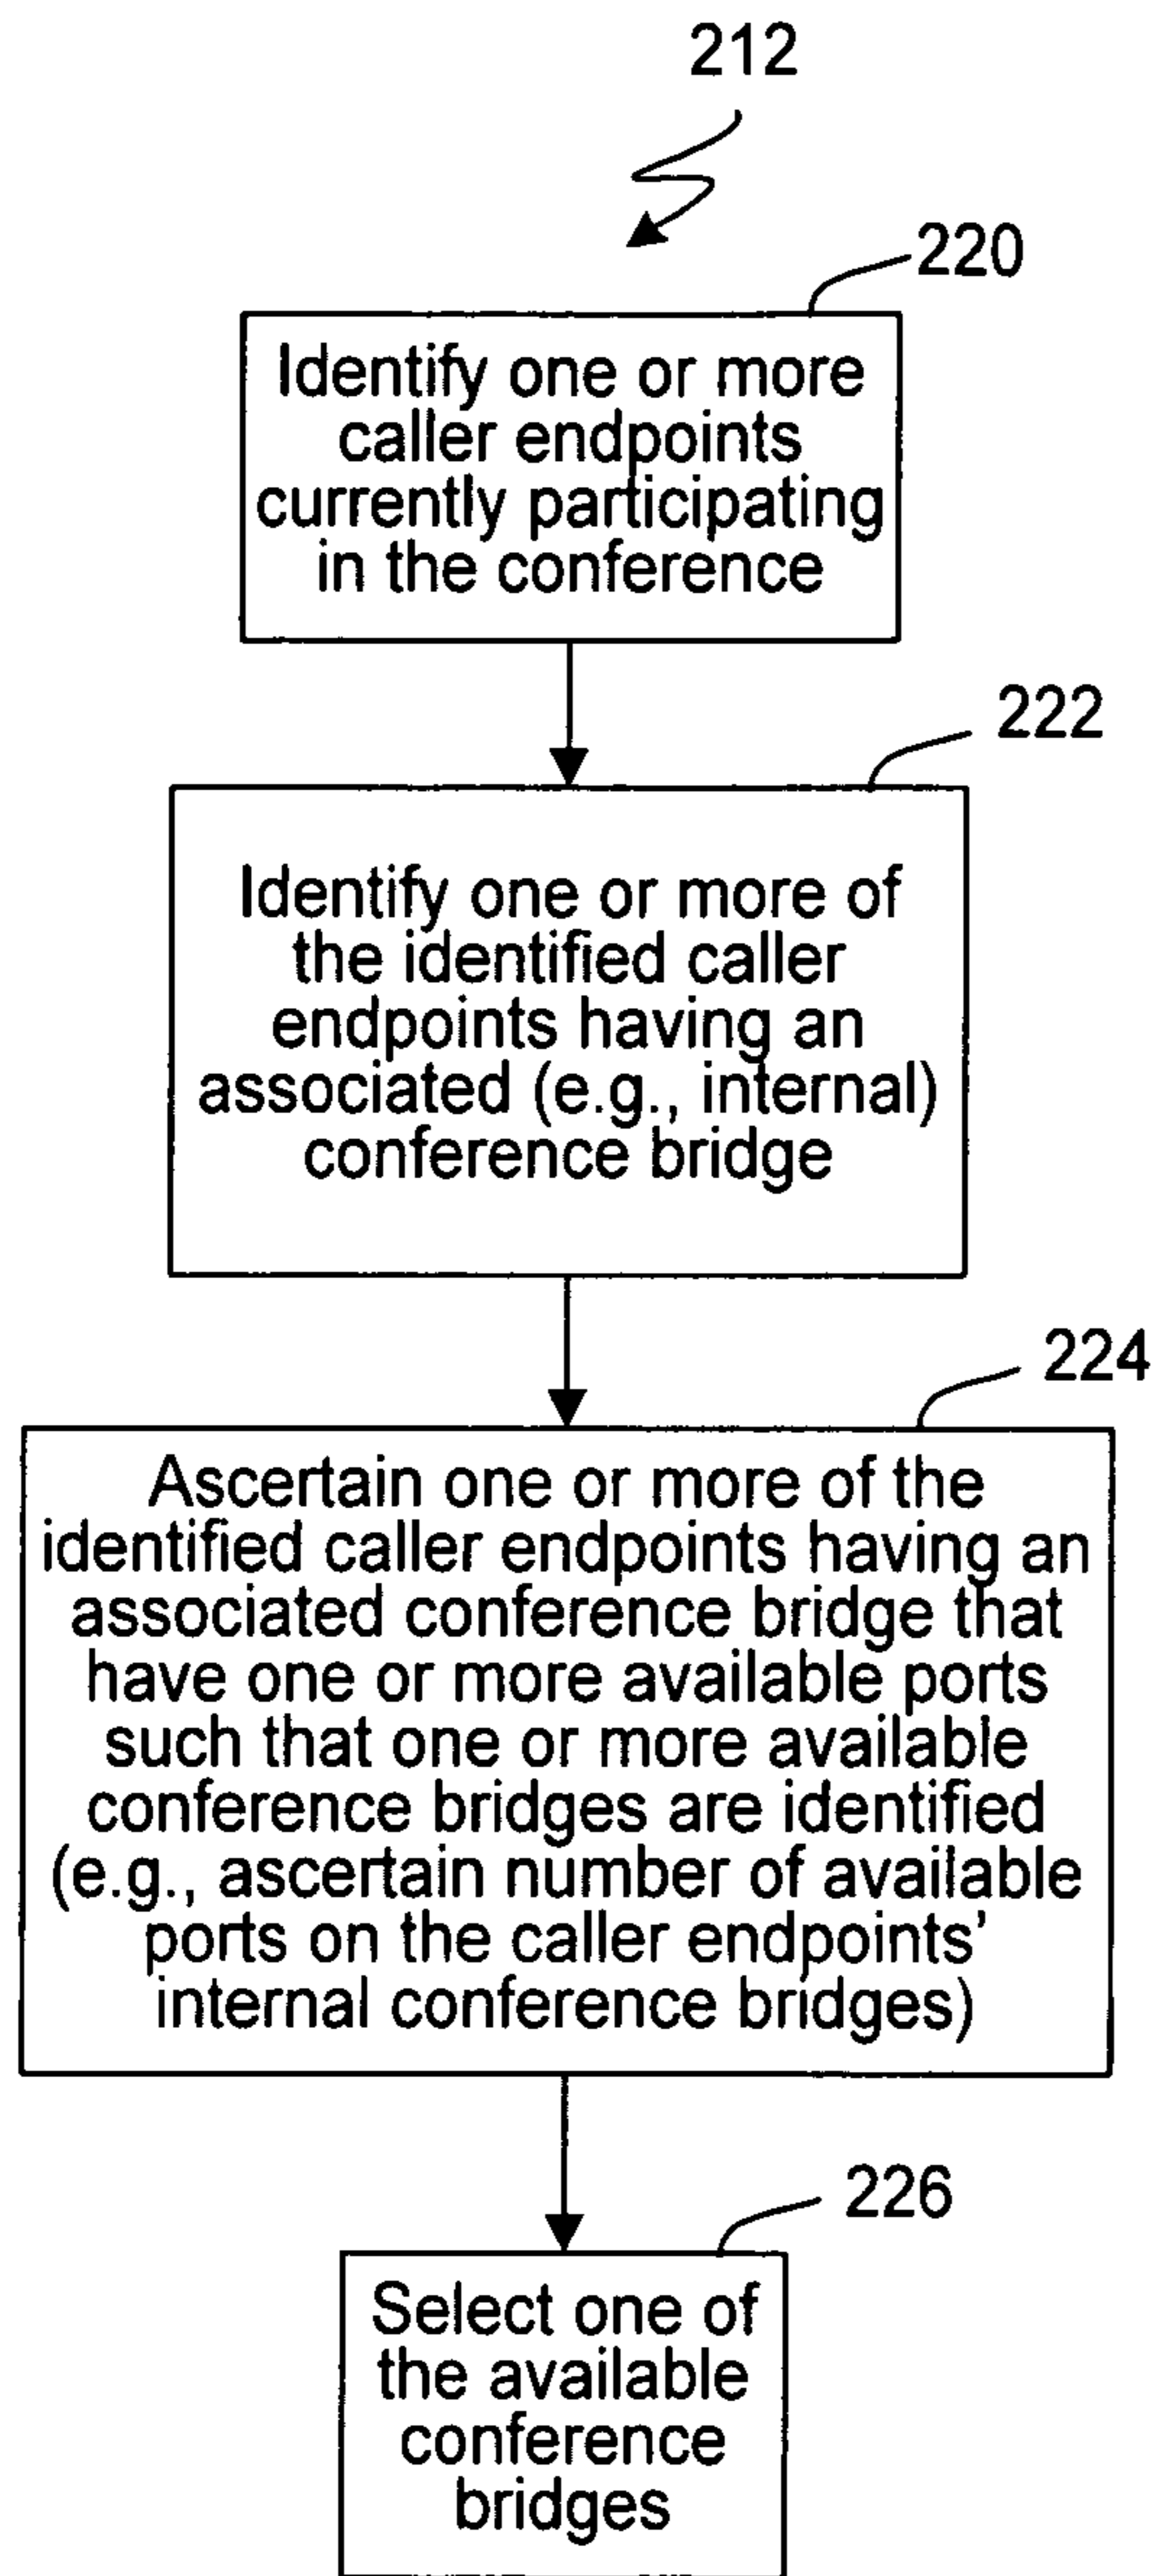 212
220
Identify one or more
caller endpoints
currently participating
in the conference
222
Identify one or more of
the identified caller
endpoints having an
associated (e.g., internal)
conference bridge
224
Ascertain one or more of the
identified caller endpoints having an
associated conference bridge that
have one or more available ports
such that one or more available
conference bridges are identified
(e.g., ascertain number of available
ports on the caller endpoints’
internal conference bridges)
226
Select one of
the available
conference
bridges